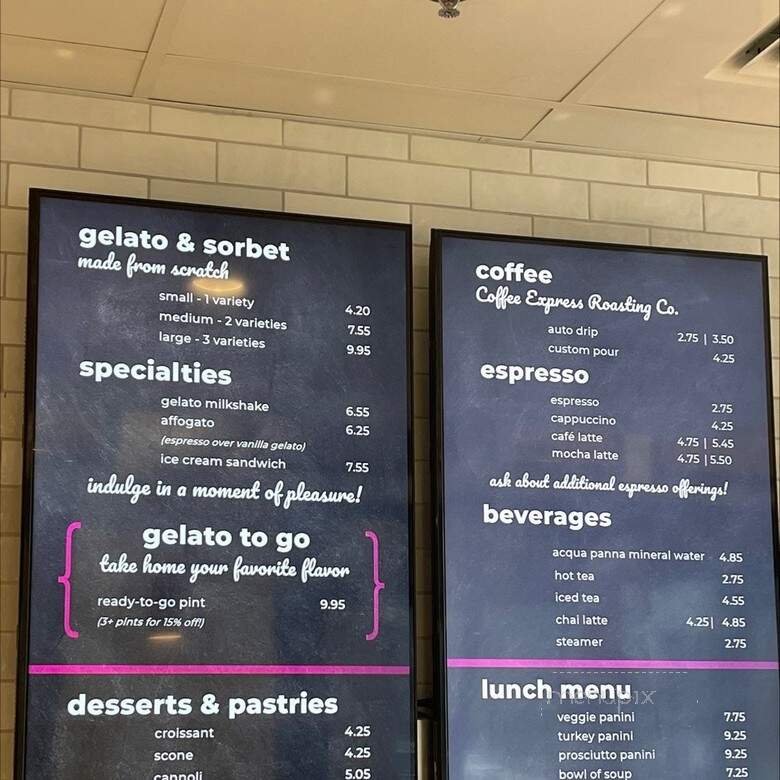 gelato & sorbet
made from scratch
small - 1 variety 4.20
medium - 2 varieties 7.55
large - 3 varieties 9.95
specialties
gelato milkshake 6.55
affogato 6.25
(espresso over vanilla gelato)
ice cream sandwich 7.55
indulge in a moment of pleasure!
gelato to go
take home your favorite flavor
ready-to-go pint 9.95
(3+ pints for 15% off!)
desserts & pastries
croissant 4.25
scone 4.25
cannoli 5.05
coffee
Coffee Express Roasting Co.
auto drip 2.75 | 3.50
custom pour 4.25
espresso
espresso 2.75
cappuccino 4.25
café latte 4.75 | 5.45
mocha latte 4.75 | 5.50
ask about additional espresso offerings!
beverages
acqua panna mineral water 4.85
hot tea 2.75
iced tea 4.55
chai latte 4.25 | 4.85
steamer 2.75
lunch menu
menupix
veggie panini 7.75
turkey panini 9.25
prosciutto panini 9.25
bowl of soup 7.25